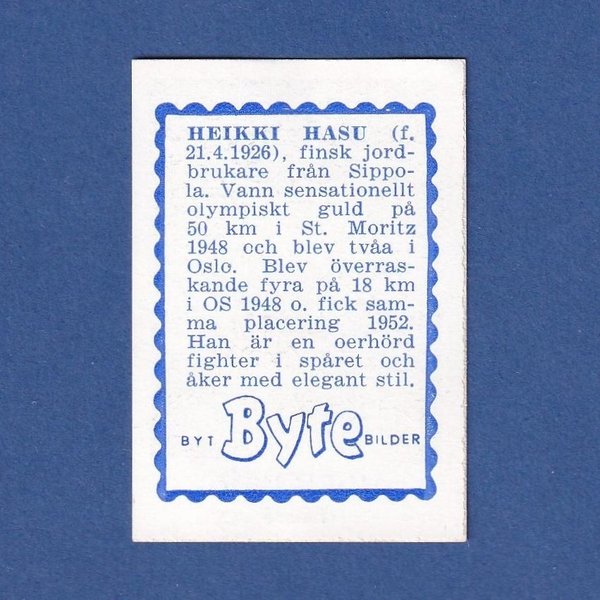 HEIKKI HASU (f.
21.4.1926), finsk jord-
brukare från Sippo-
la. Vann sensationellt
olympiskt guld på
50 km i St. Moritz
1948 och blev tvåa i
Oslo. Blev överras-
kande fyra på 18 km
i OS 1948 o. fick sam-
ma placering 1952.
Han är en oerhörd
fighter i spåret och
åker med elegant stil.
BYT Byte BILDER